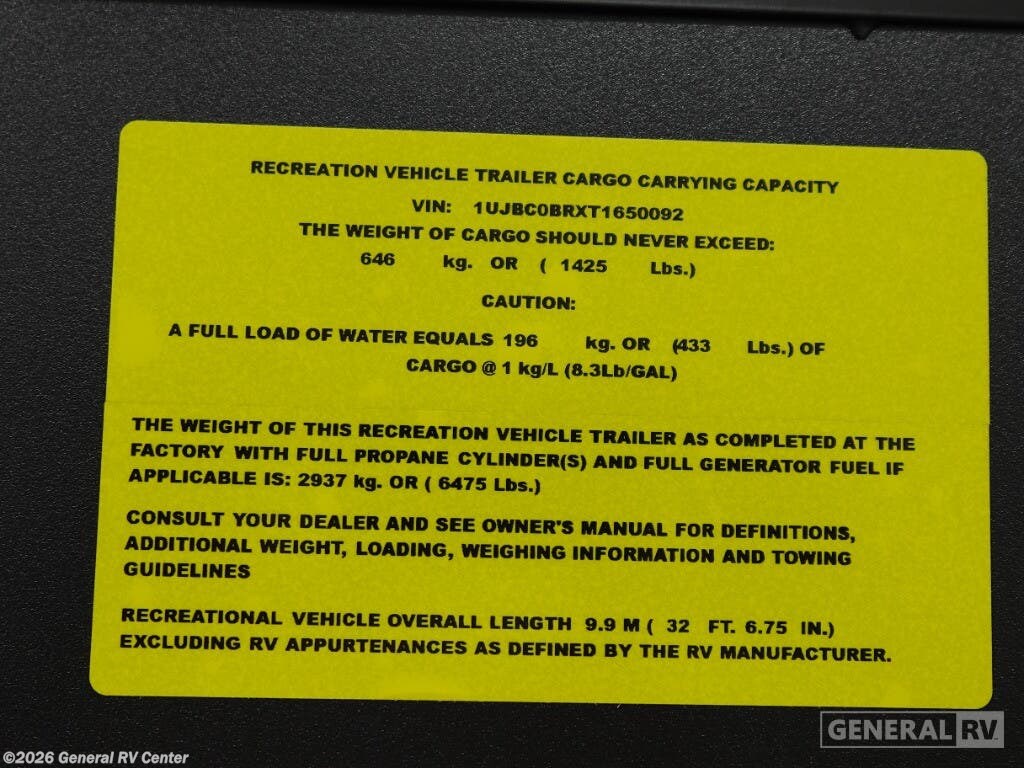 RECREATION VEHICLE TRAILER CARGO CARRYING CAPACITY
VIN: 1UJBC0BRXT1650092
THE WEIGHT OF CARGO SHOULD NEVER EXCEED:
646 kg. OR ( 1425 Lbs.)
CAUTION:
A FULL LOAD OF WATER EQUALS 196 kg. OR (433 Lbs.) OF
CARGO @ 1 kg/L (8.3Lb/GAL)
THE WEIGHT OF THIS RECREATION VEHICLE TRAILER AS COMPLETED AT THE
FACTORY WITH FULL PROPANE CYLINDER(S) AND FULL GENERATOR FUEL IF
APPLICABLE IS: 2937 kg. OR ( 6475 Lbs.)
CONSULT YOUR DEALER AND SEE OWNER'S MANUAL FOR DEFINITIONS,
ADDITIONAL WEIGHT, LOADING, WEIGHING INFORMATION AND TOWING
GUIDELINES
RECREATIONAL VEHICLE OVERALL LENGTH 9.9 M ( 32 FT. 6.75 IN.)
EXCLUDING RV APPURTENANCES AS DEFINED BY THE RV MANUFACTURER.
GENERAL RV
©2026 General RV Center